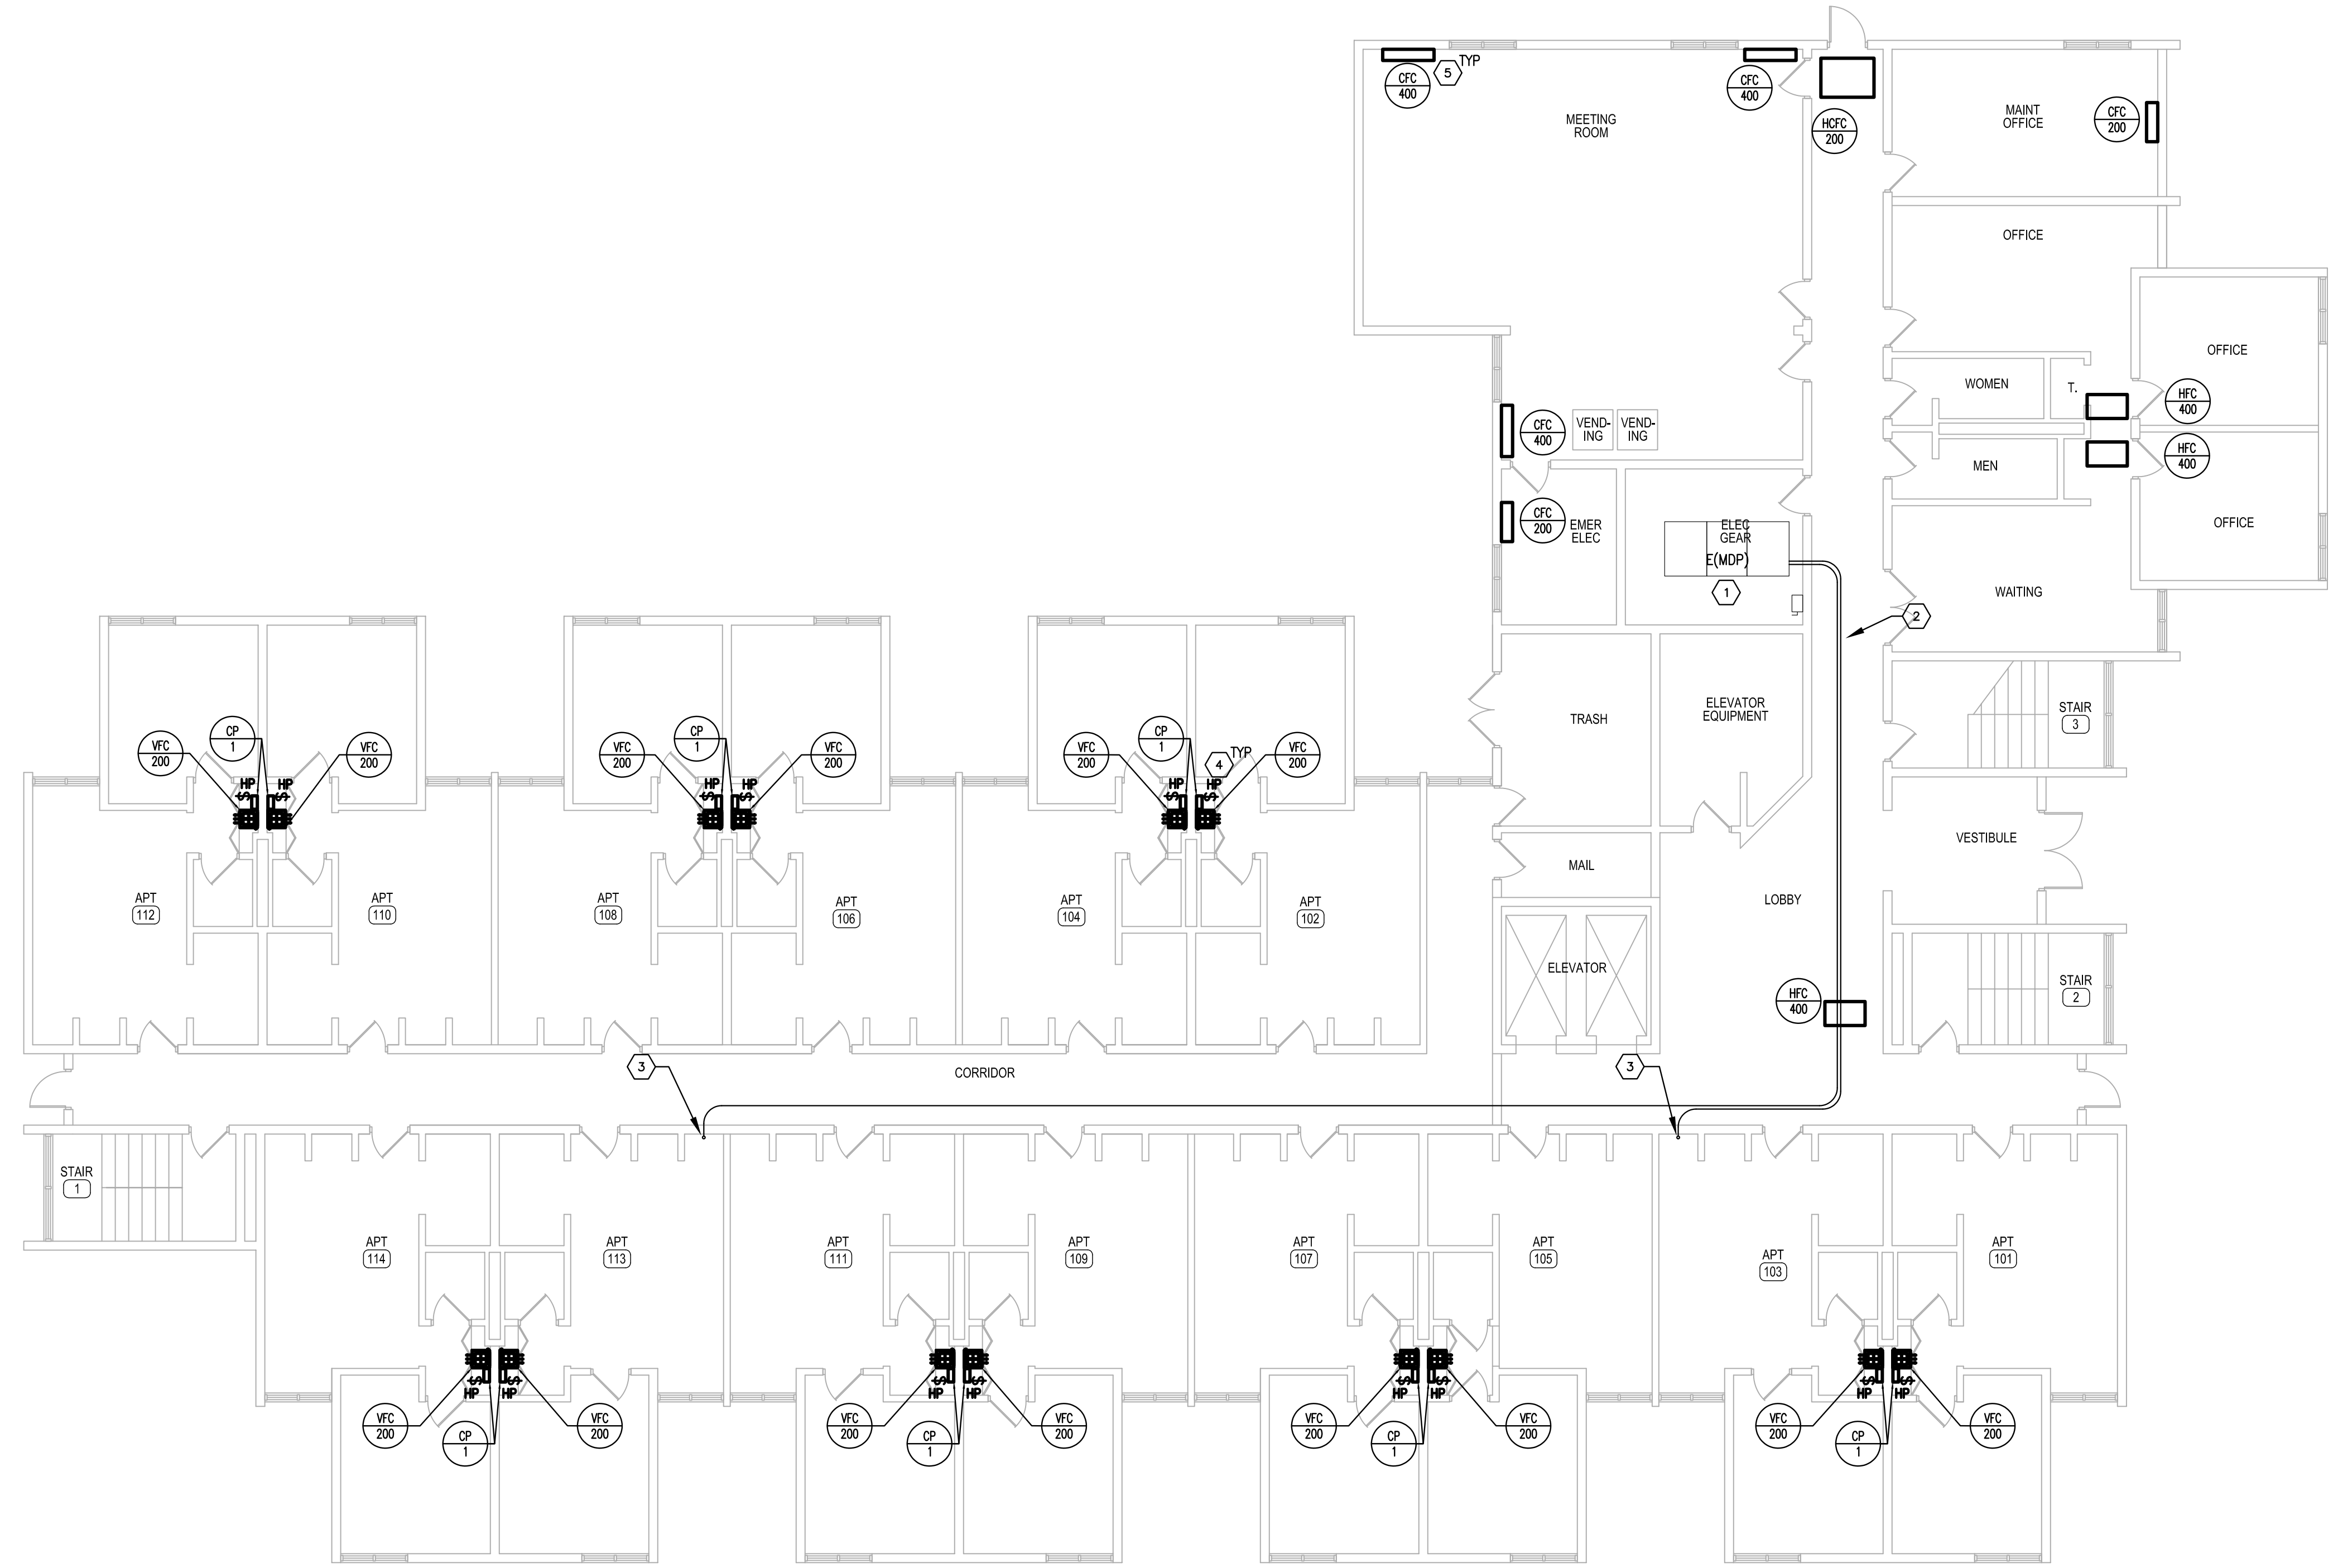 CFC
400
5
TYP
CFC
400
HCFC
200
MEETING
ROOM
MAINT
OFFICE
CFC
200
OFFICE
OFFICE
WOMEN
T.
HFC
400
CFC
400
VEND-
ING
VEND-
ING
MEN
HFC
400
CFC
200
EMER
ELEC
ELEC
GEAR
E(MDP)
1
OFFICE
WAITING
2
TRASH
ELEVATOR
EQUIPMENT
STAIR
3
VFC
200
CP
1
VFC
200
HP
$
HP
$
VFC
200
CP
1
VFC
200
HP
$
HP
$
VFC
200
CP
1
4
TYP
VFC
200
HP
$
HP
$
VESTIBULE
MAIL
LOBBY
APT
112
APT
110
APT
108
APT
106
APT
104
APT
102
ELEVATOR
HFC
400
STAIR
2
3
CORRIDOR
3
STAIR
1
APT
114
APT
113
APT
111
APT
109
APT
107
APT
105
APT
103
APT
101
$
HP
$
HP
VFC
200
CP
1
VFC
200
$
HP
$
HP
VFC
200
CP
1
VFC
200
$
HP
$
HP
VFC
200
CP
1
VFC
200
$
HP
$
HP
VFC
200
CP
1
VFC
200